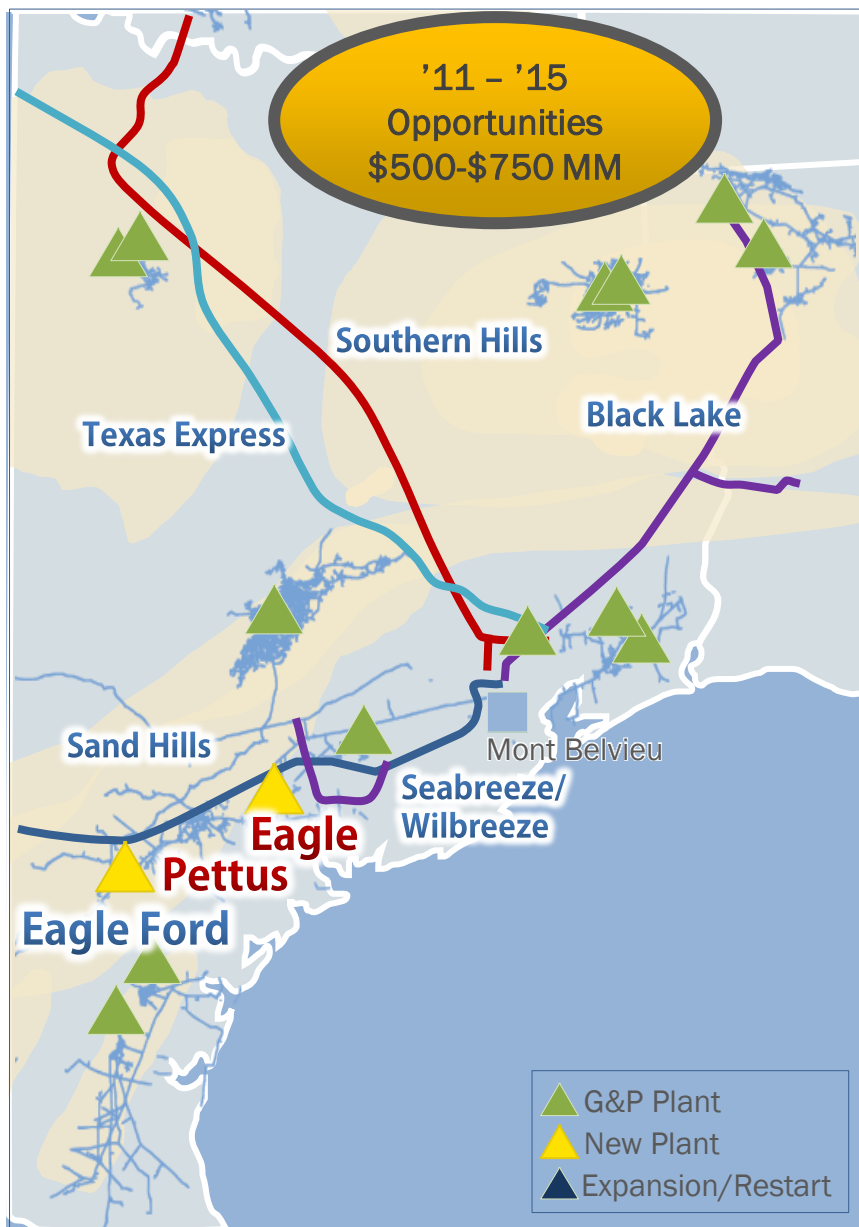 ’11 – ’15
Opportunities
$500-$750 MM
Southern Hills
Black Lake
Texas Express
Sand Hills
Mont Belvieu
Seabreeze/
Wilbreeze
Eagle
Pettus
Eagle Ford
G&P Plant
New Plant
Expansion/Restart